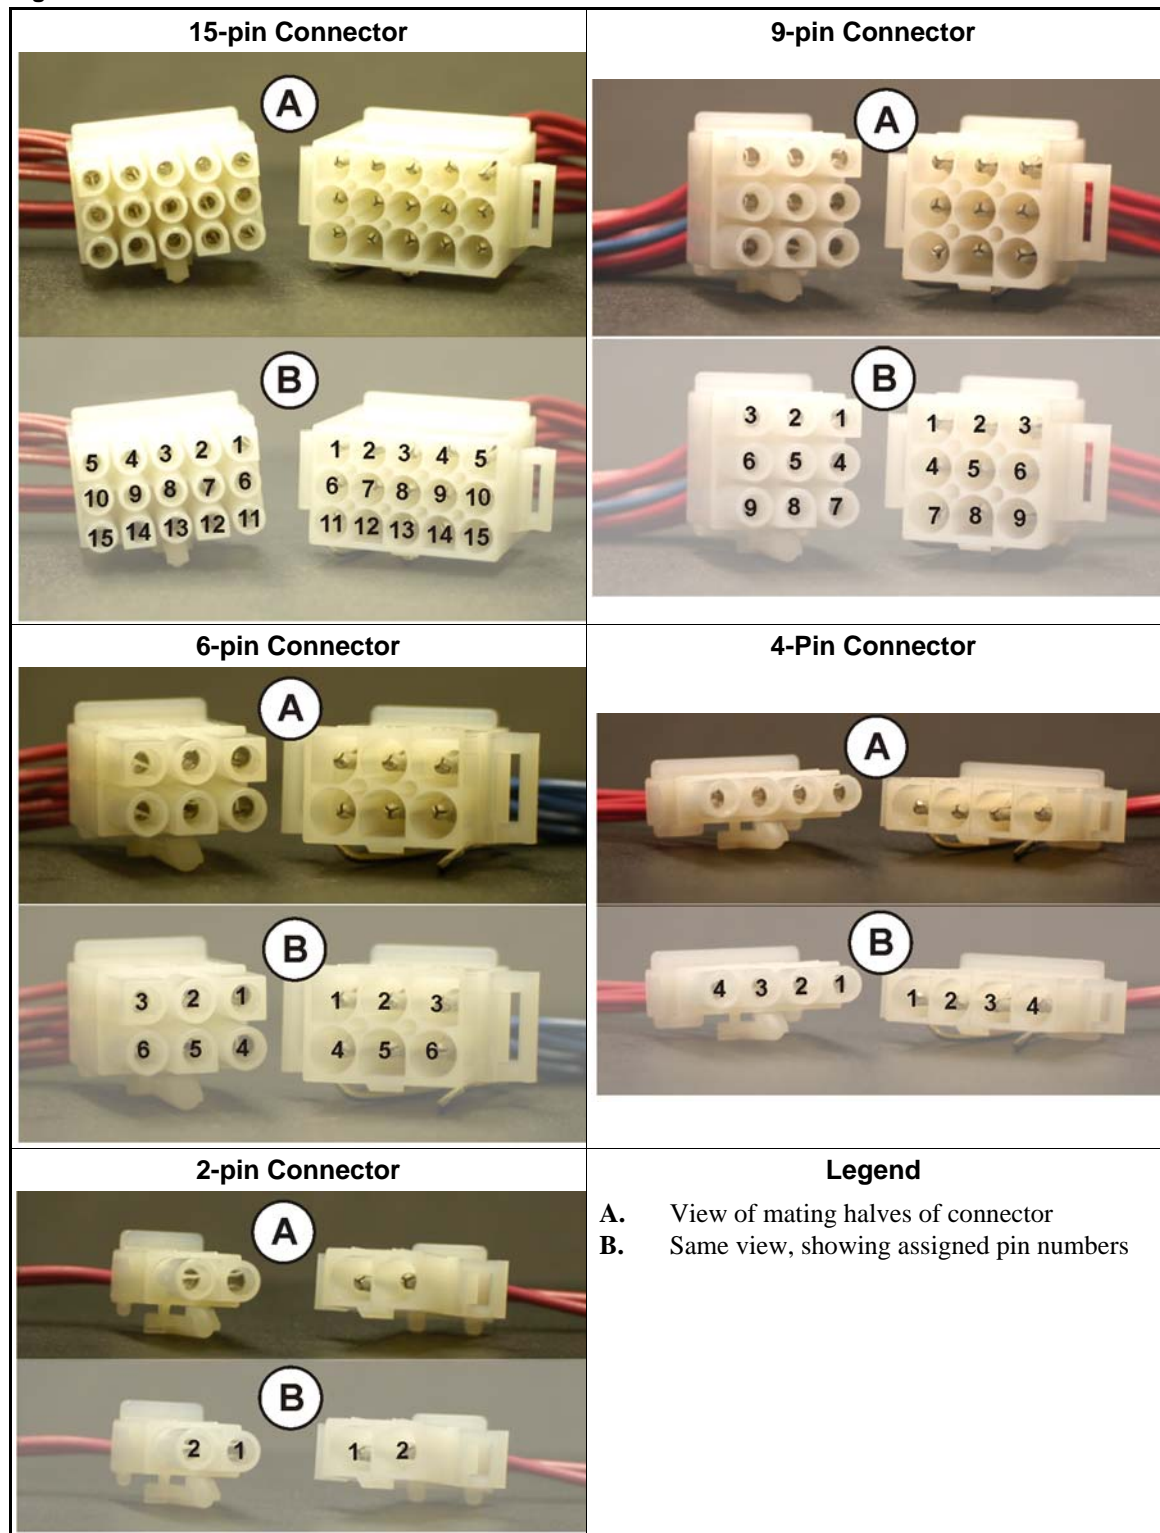 15-pin Connector
A
B
5 4 3 2 1
10 9 8 7 6
15 14 13 12 11
1 2 3 4 5
6 7 8 9 10
11 12 13 14 15
9-pin Connector
A
B
3 2 1
6 5 4
9 8 7
1 2 3
4 5 6
7 8 9
6-pin Connector
A
B
3 2 1
6 5 4
1 2 3
4 5 6
4-Pin Connector
A
B
4 3 2 1
1 2 3 4
2-pin Connector
A
B
2 1
1 2
Legend
A. View of mating halves of connector
B. Same view, showing assigned pin numbers